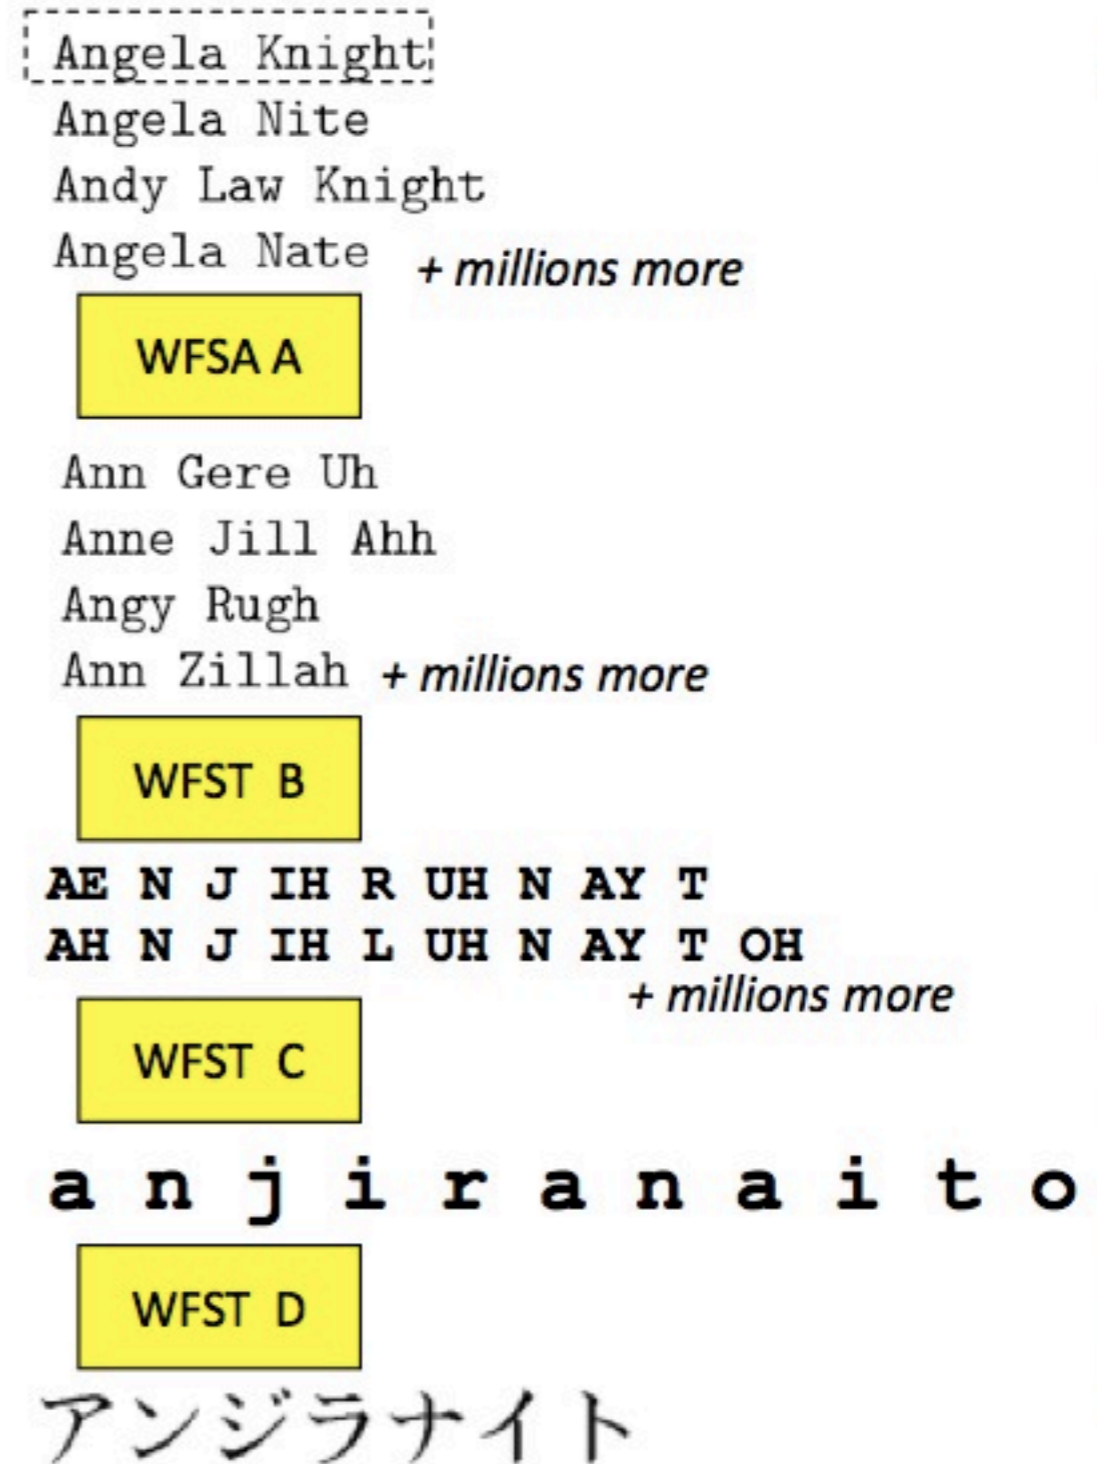 Angela Knight
Angela Nite
Andy Law Knight
Angela Nate + millions more
WFSA A
Ann Gere Uh
Anne Jill Ahh
Angy Rugh
Ann Zillah + millions more
WFST B
AE N J IH R UH N AY T
AH N J IH L UH N AY T OH
+ millions more
WFST C
a n j i r a n a i t o
WFST D
アンジラナイト